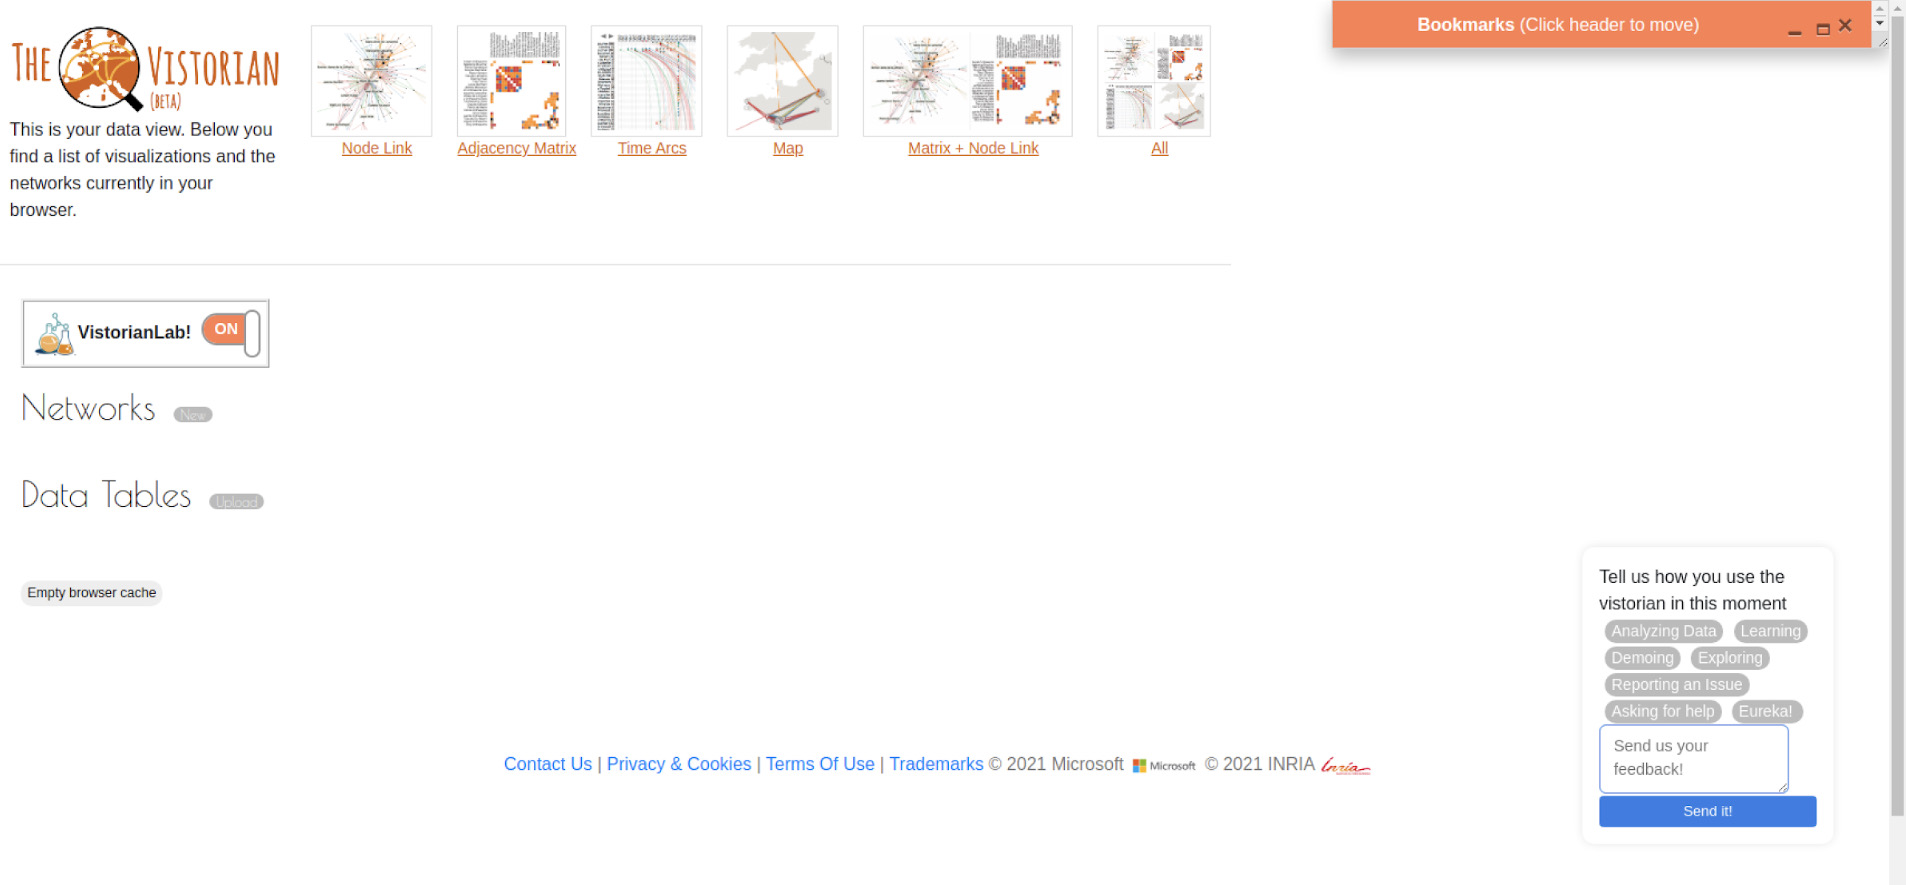 THE VISTORIAN
(BETA)
This is your data view. Below you
find a list of visualizations and the
networks currently in your
browser.
Node Link
Adjacency Matrix
Time Arcs
Map
Matrix + Node Link
All
Bookmarks (Click header to move)
VistorianLab!
ON
Networks
New
Data Tables
Upload
Empty browser cache
Tell us how you use the
vistorian in this moment
Analyzing Data
Learning
Demoing
Exploring
Reporting an Issue
Asking for help
Eureka!
Send us your
feedback!
Send it!
Contact Us | Privacy & Cookies | Terms Of Use | Trademarks © 2021 Microsoft Microsoft © 2021 INRIA Inria